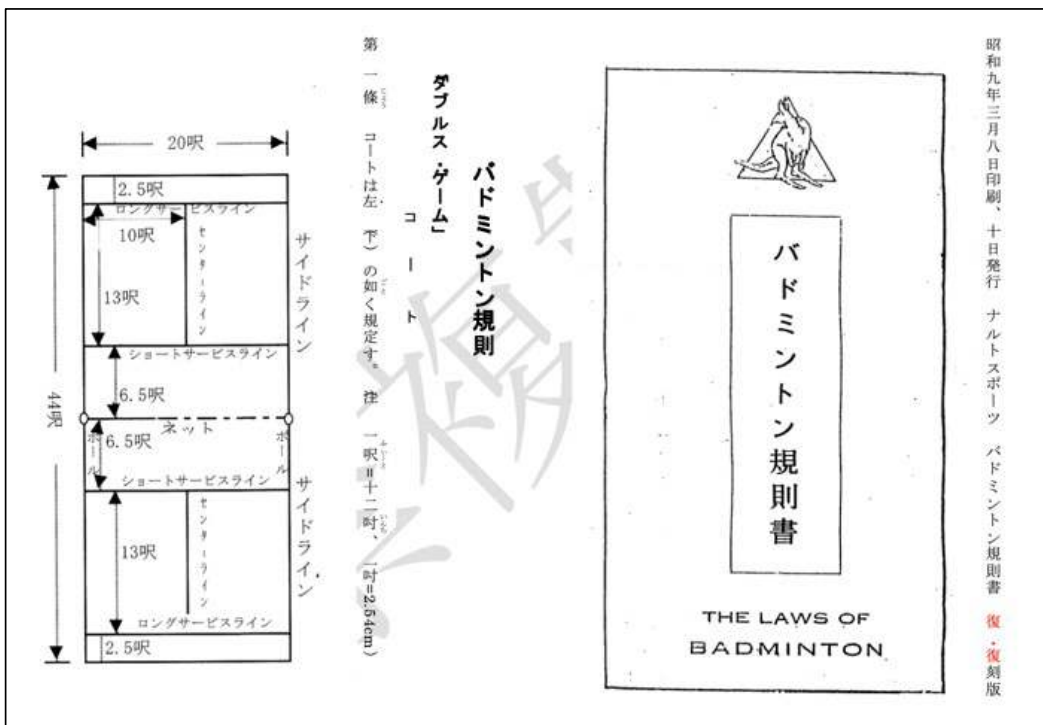 昭和九年三月八日印刷、十日発行 ナルトスポーツ バドミントン規則書 復・復刻版
バドミントン規則書
THE LAWS OF
BADMINTON
バドミントン規則
ダブルス・ゲーム」
コート
第一條 コートは左 下）の如く規定す。 注 一呎=十二吋、一吋=2.54cm）
20呎
2.5呎
ロングサービスライン
10呎
センターライン
サイドライン
13呎
ショートサービスライン
6.5呎
44呎
ネット
ポール
ポール
6.5呎
ショートサービスライン
サイドライン
センターライン
13呎
ロングサービスライン
2.5呎